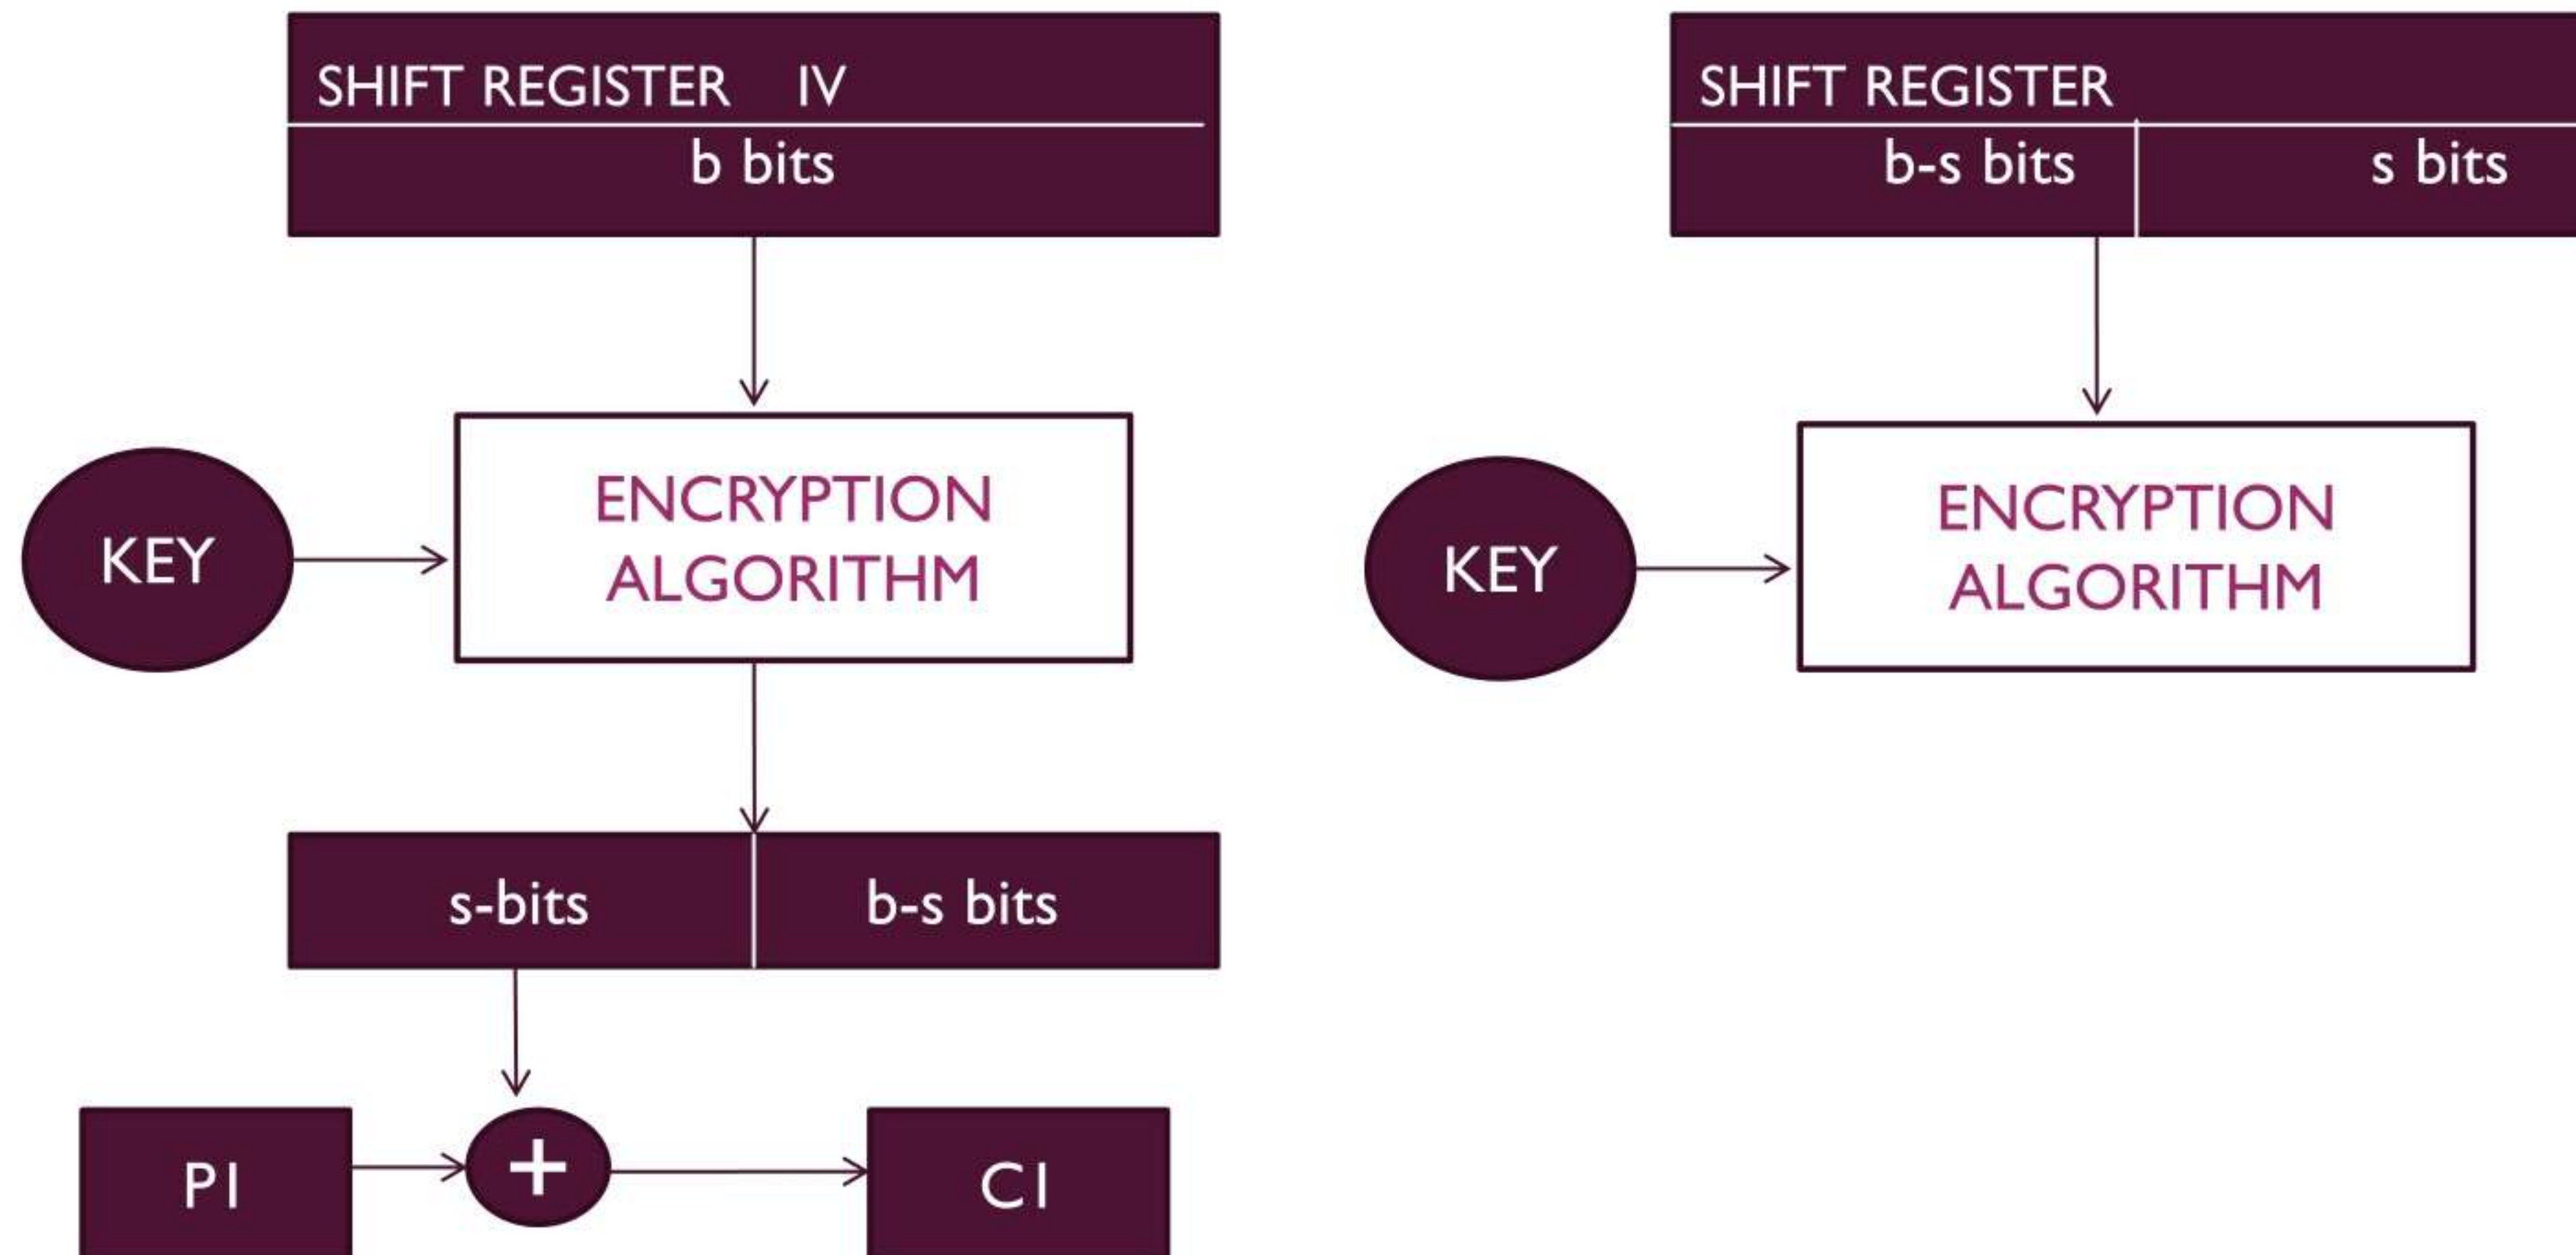 SHIFT REGISTER IV
b bits
KEY
ENCRYPTION
ALGORITHM
s-bits
b-s bits
P1
+
C1
SHIFT REGISTER
b-s bits
s bits
KEY
ENCRYPTION
ALGORITHM